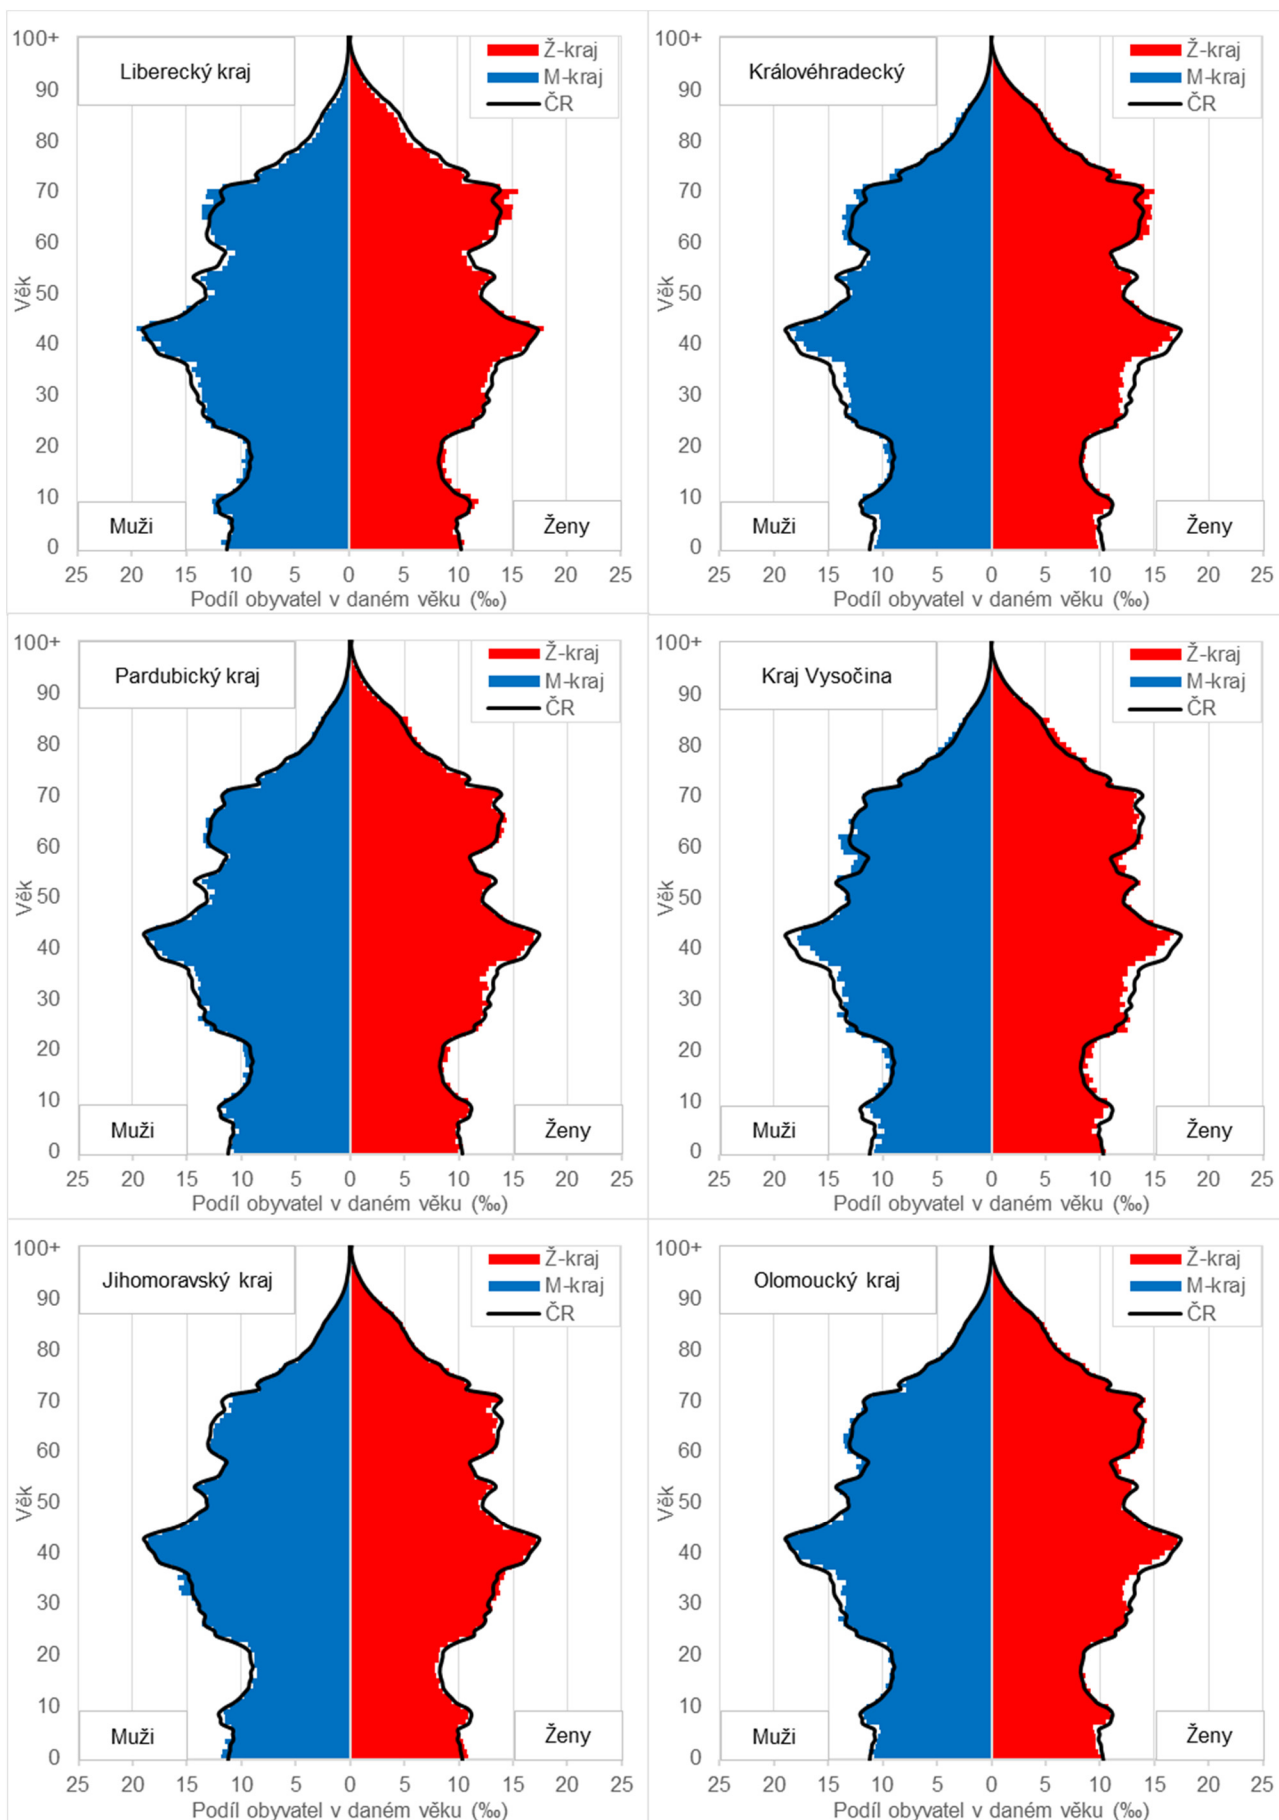 Liberecký kraj
Ž-kraj
M-kraj
ČR
100+
90
80
70
60
50
40
30
20
10
0
Věk
Muži
Ženy
25 20 15 10 5 0 5 10 15 20 25
Podíl obyvatel v daném věku (‰)
Královéhradecký
Ž-kraj
M-kraj
ČR
100+
90
80
70
60
50
40
30
20
10
0
Věk
Muži
Ženy
25 20 15 10 5 0 5 10 15 20 25
Podíl obyvatel v daném věku (‰)
Pardubický kraj
Ž-kraj
M-kraj
ČR
100+
90
80
70
60
50
40
30
20
10
0
Věk
Muži
Ženy
25 20 15 10 5 0 5 10 15 20 25
Podíl obyvatel v daném věku (‰)
Kraj Vysočina
Ž-kraj
M-kraj
ČR
100+
90
80
70
60
50
40
30
20
10
0
Věk
Muži
Ženy
25 20 15 10 5 0 5 10 15 20 25
Podíl obyvatel v daném věku (‰)
Jihomoravský kraj
Ž-kraj
M-kraj
ČR
100+
90
80
70
60
50
40
30
20
10
0
Věk
Muži
Ženy
25 20 15 10 5 0 5 10 15 20 25
Podíl obyvatel v daném věku (‰)
Olomoucký kraj
Ž-kraj
M-kraj
ČR
100+
90
80
70
60
50
40
30
20
10
0
Věk
Muži
Ženy
25 20 15 10 5 0 5 10 15 20 25
Podíl obyvatel v daném věku (‰)